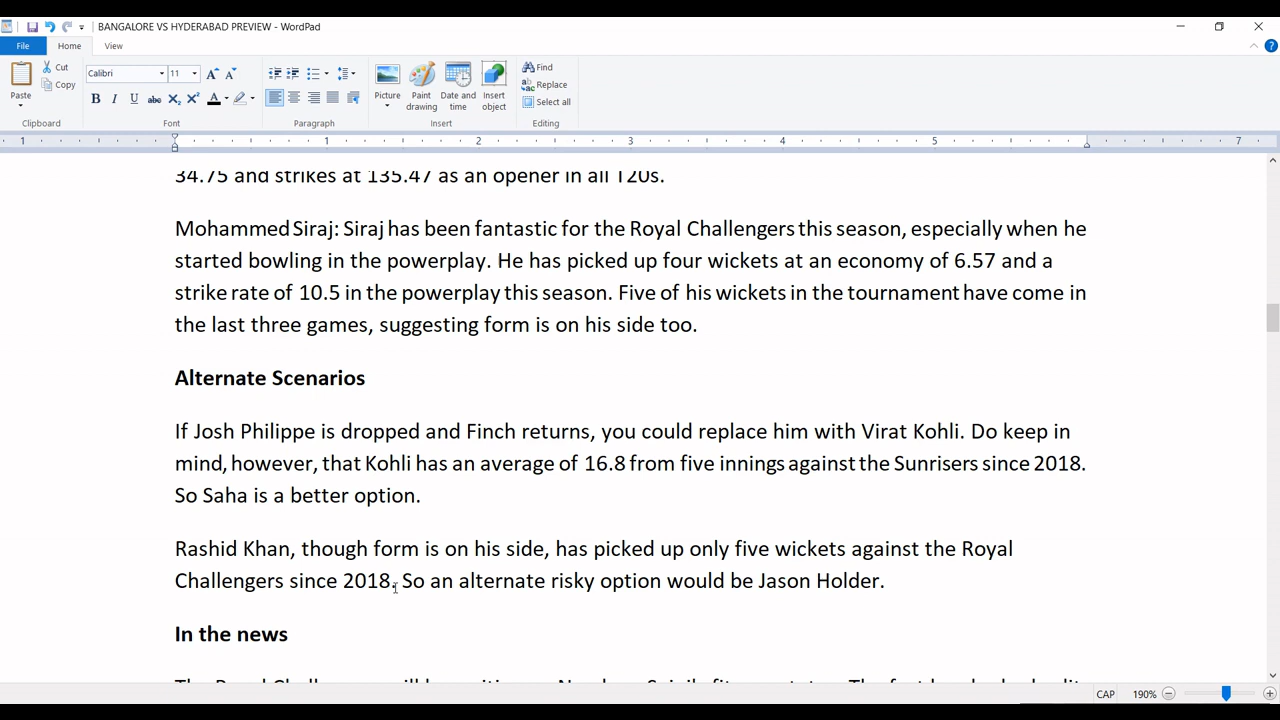 BANGALORE VS HYDERABAD PREVIEW - WordPad
File Home View
Paste Cut Copy
Calibri 11
Picture Paint drawing Date and time Insert object
Find
Replace
Select all
Clipboard Font Paragraph Insert Editing
1 1 2 3 4 5 7
34.75 and strikes at 135.47 as an opener in all T20s.
Mohammed Siraj: Siraj has been fantastic for the Royal Challengers this season, especially when he
started bowling in the powerplay. He has picked up four wickets at an economy of 6.57 and a
strike rate of 10.5 in the powerplay this season. Five of his wickets in the tournament have come in
the last three games, suggesting form is on his side too.
Alternate Scenarios
If Josh Philippe is dropped and Finch returns, you could replace him with Virat Kohli. Do keep in
mind, however, that Kohli has an average of 16.8 from five innings against the Sunrisers since 2018.
So Saha is a better option.
Rashid Khan, though form is on his side, has picked up only five wickets against the Royal
Challengers since 2018. So an alternate risky option would be Jason Holder.
In the news
CAP 190%